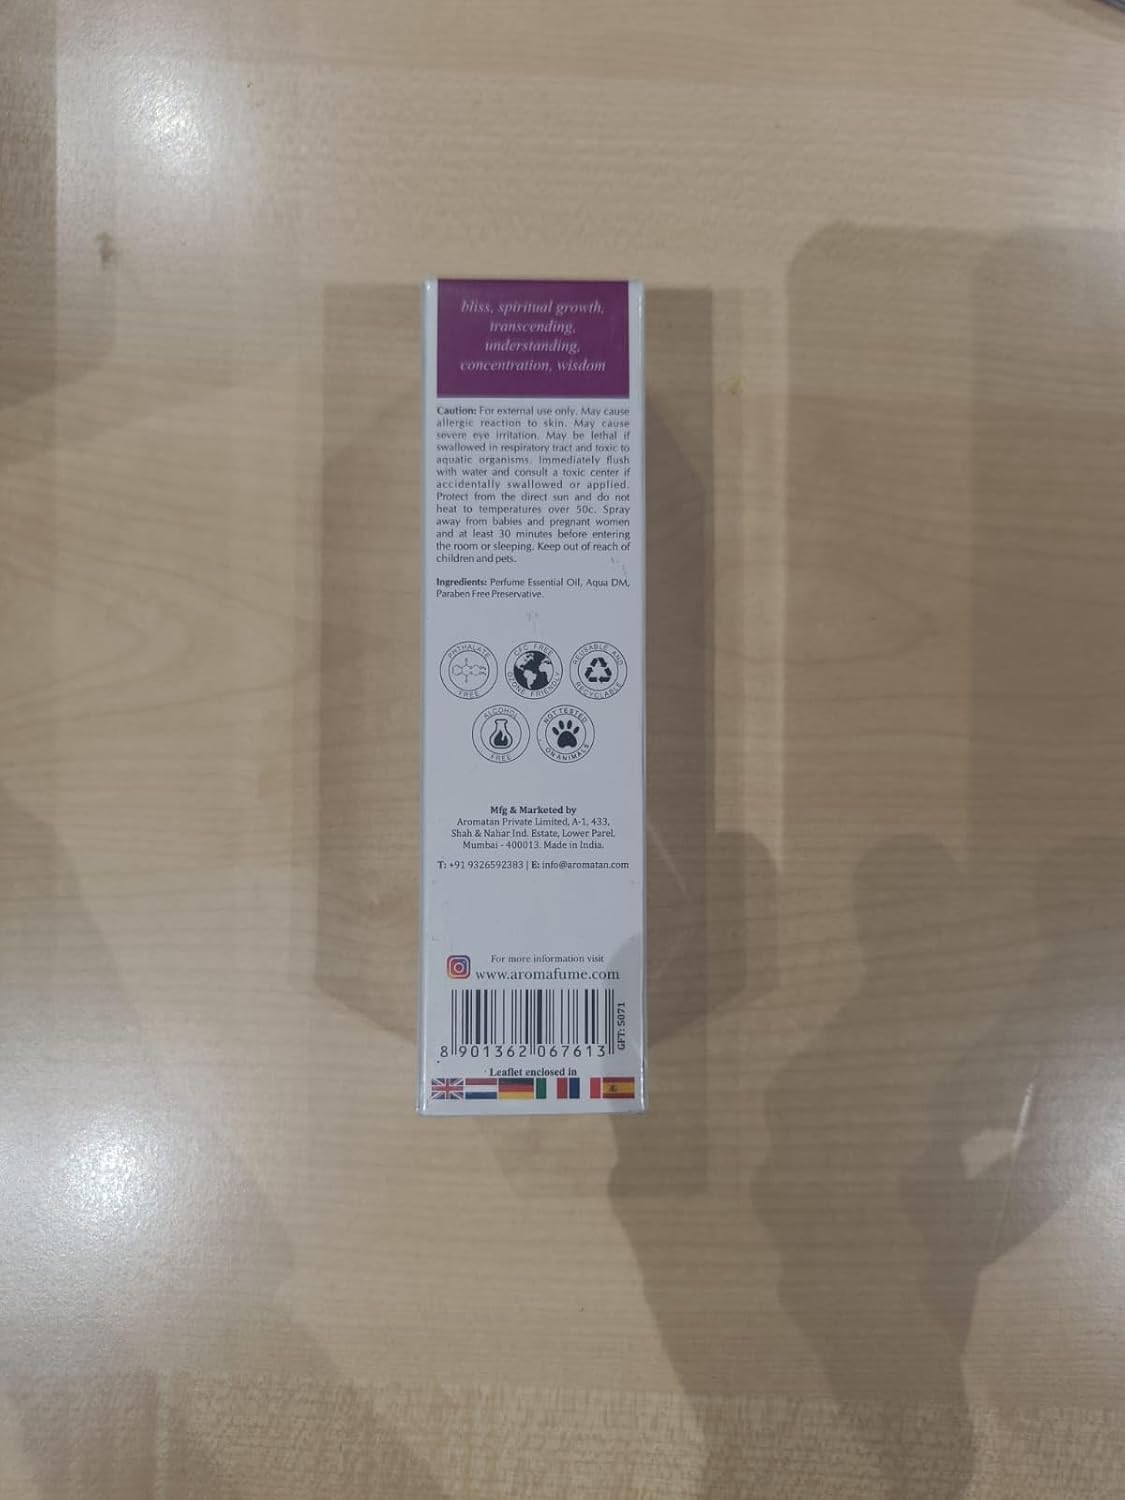 bliss, spiritual growth,
transcending,
understanding,
concentration, wisdom
Caution: For external use only. May cause
allergic reaction to skin. May cause
severe eye irritation. May be lethal if
swallowed in respiratory tract and toxic to
aquatic organisms. Immediately flush
with water and consult a toxic center if
accidentally swallowed or applied.
Protect from the direct sun and do not
heat to temperatures over 50c. Spray
away from babies and pregnant women
and at least 30 minutes before entering
the room or sleeping. Keep out of reach of
children and pets.
Ingredients: Perfume Essential Oil, Aqua DM,
Paraben Free Preservative.
PHTHALATE
FREE
CFC FREE
OZONE FRIENDLY
REUSABLE AND
RECYCLABLE
ALCOHOL
FREE
NOT TESTED
ON ANIMALS
Mfg & Marketed by
Aromatan Private Limited, A-1, 433,
Shah & Nahar Ind. Estate, Lower Parel,
Mumbai - 400013. Made in India.
T: +91 9326592383 | E: info@aromatan.com
For more information visit
www.aromafume.com
GFT: 5071
8 901362 067613
Leaflet enclosed in